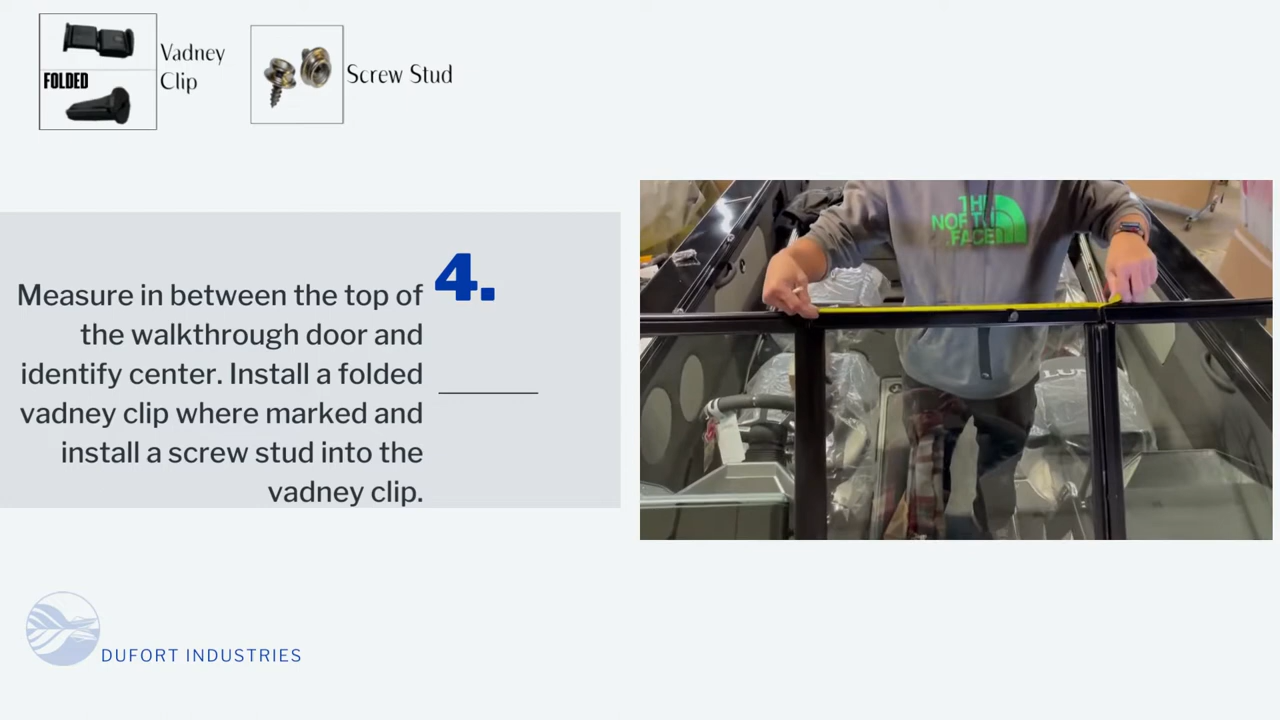 Vadney
Clip
FOLDED
Screw Stud
4.
Measure in between the top of
the walkthrough door and
identify center. Install a folded
vadney clip where marked and
install a screw stud into the
vadney clip.
THE
NORTH
FACE
DUFORT INDUSTRIES